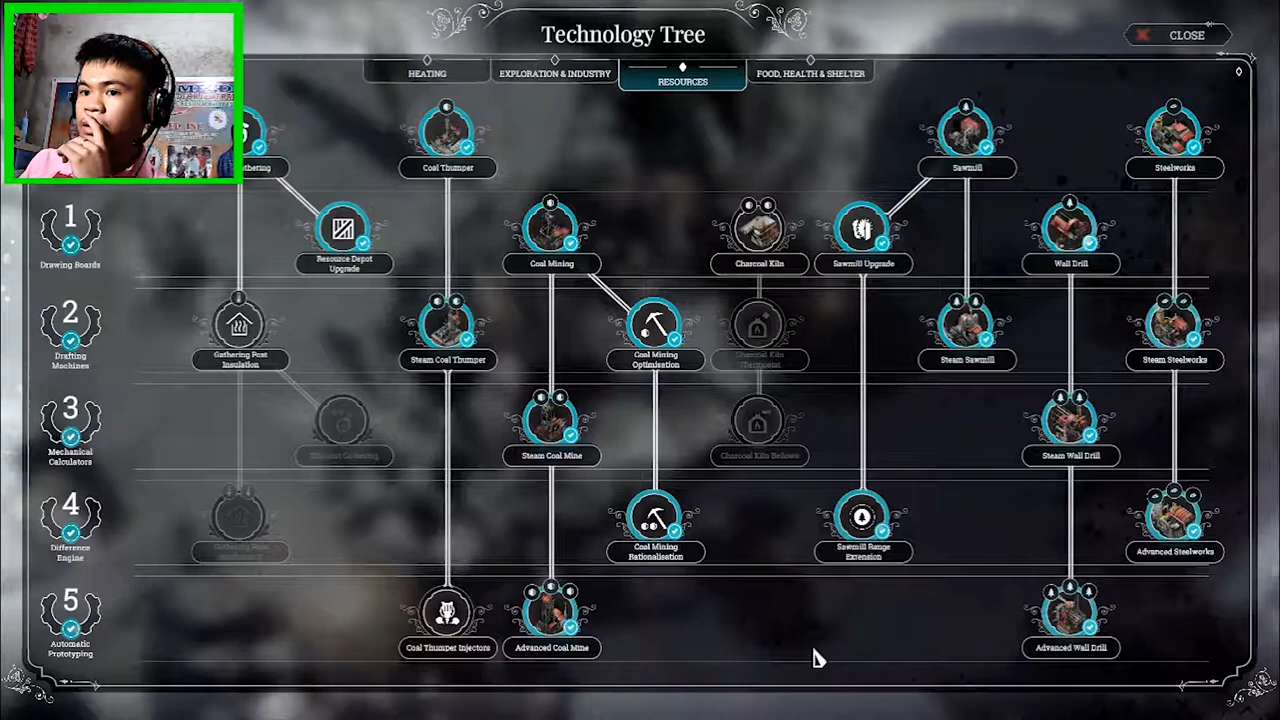 Technology Tree
CLOSE
HEATING
EXPLORATION & INDUSTRY
RESOURCES
FOOD, HEALTH & SHELTER
Coal Thumper
Sawmill
Steelworks
1
Drawing Boards
Resource Depot
Upgrade
Coal Mining
Charcoal Kiln
Sawmill Upgrade
Wall Drill
2
Drafting
Machines
Gathering Post
Insulation
Steam Coal Thumper
Coal Mining
Optimisation
Charcoal Kiln
Thermostat
Steam Sawmill
Steam Steelworks
3
Mechanical
Calculators
Efficient Gathering
Steam Coal Mine
Charcoal Kiln Bellows
Steam Wall Drill
4
Difference
Engine
Gathering Post
Coal Mining
Rationalisation
Sawmill Range
Extension
Advanced Steelworks
5
Automatic
Prototyping
Coal Thumper Injectors
Advanced Coal Mine
Advanced Wall Drill